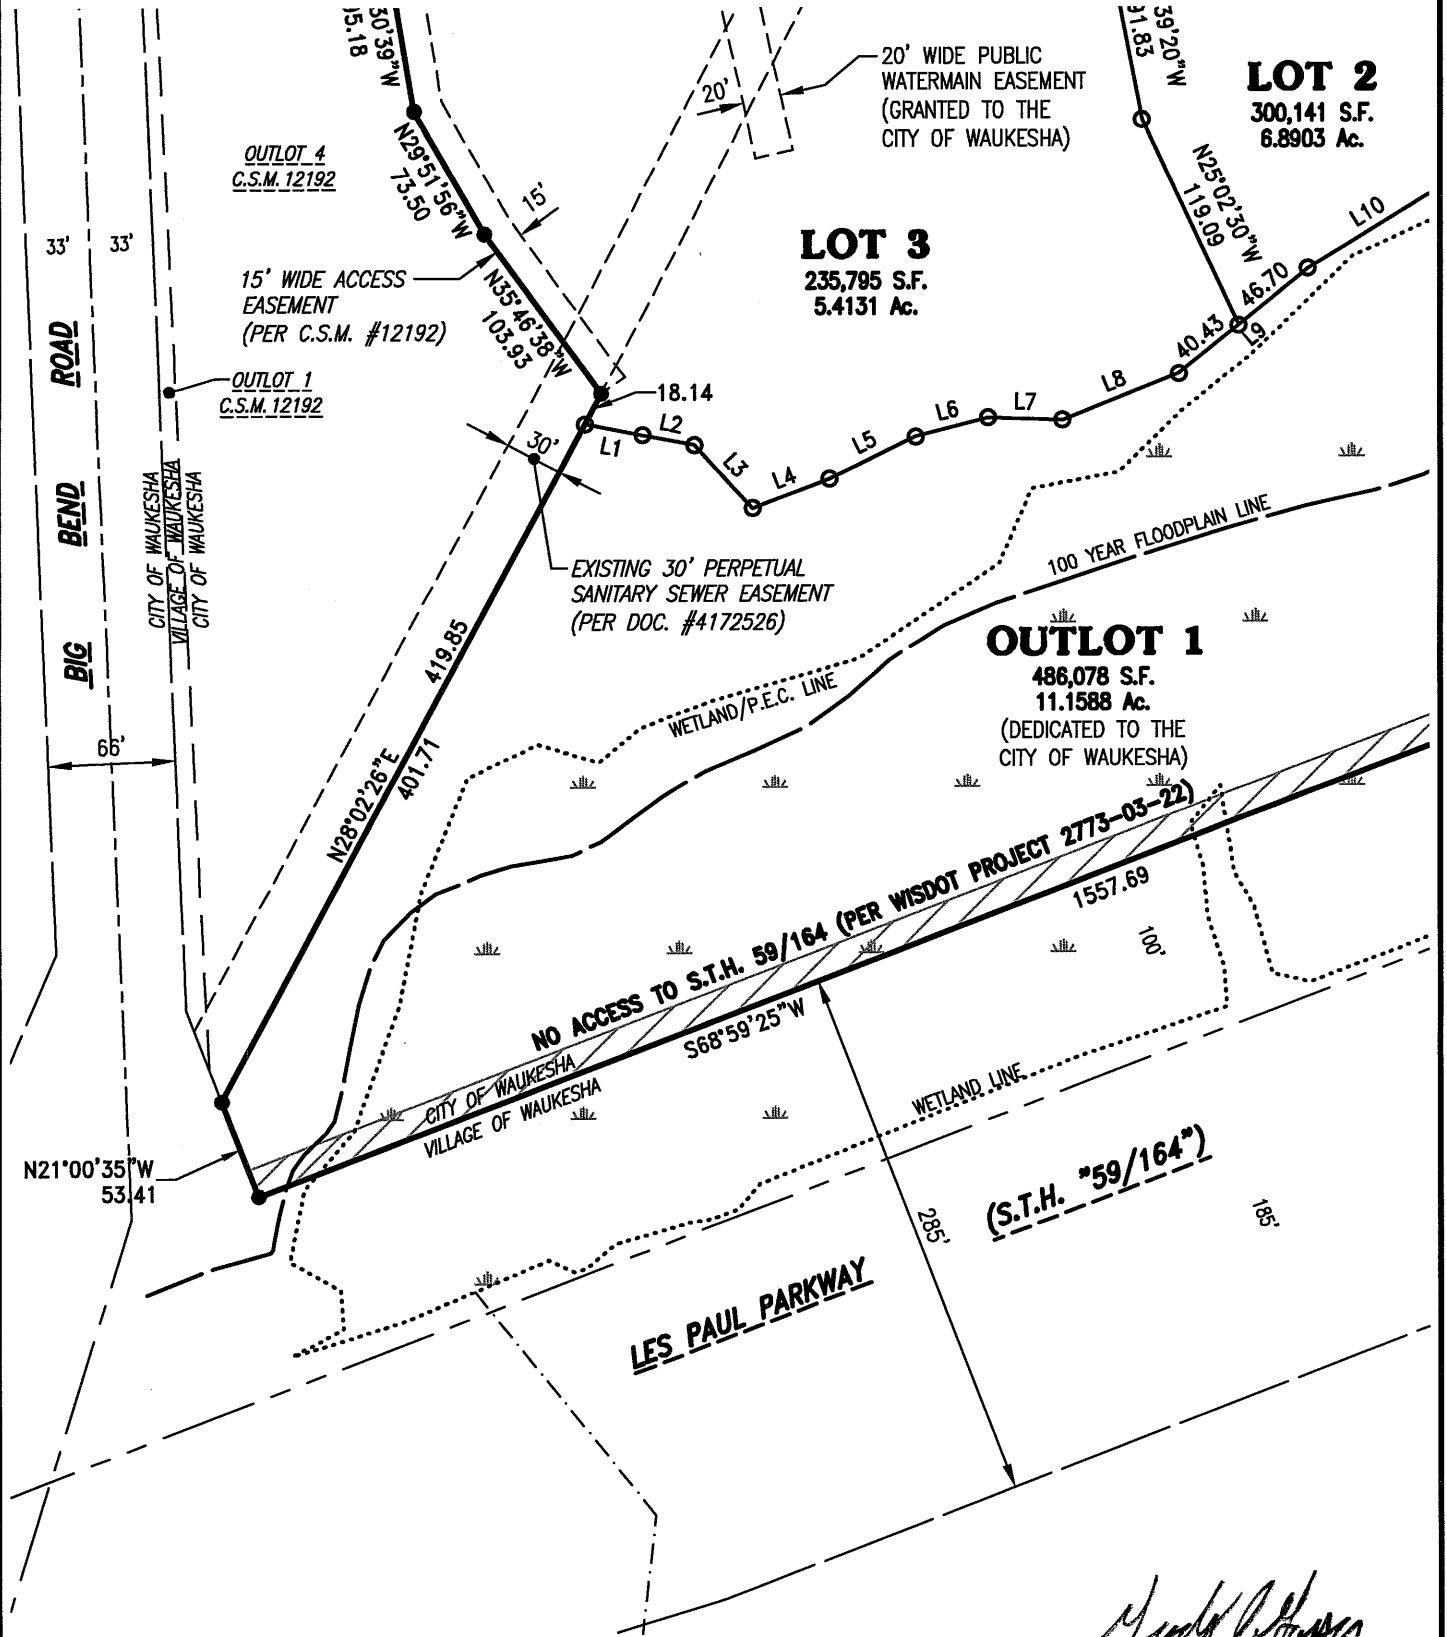 30'39"W
95.18
39'20"W
91.83
20'
20' WIDE PUBLIC
WATERMAIN EASEMENT
(GRANTED TO THE
CITY OF WAUKESHA)
LOT 2
300,141 S.F.
6.8903 Ac.
OUTLOT 4
C.S.M. 12192
N29°51'56"W
73.50
15'
N25°02'30"W
119.09
L10
33'
33'
LOT 3
235,795 S.F.
5.4131 Ac.
15' WIDE ACCESS
EASEMENT
(PER C.S.M. #12192)
N35°46'38"W
103.93
46.70
40.43
L9
OUTLOT 1
C.S.M. 12192
18.14
L1
L2
L3
L4
L5
L6
L7
L8
30'
BIG BEND ROAD
CITY OF WAUKESHA
VILLAGE OF WAUKESHA
CITY OF WAUKESHA
EXISTING 30' PERPETUAL
SANITARY SEWER EASEMENT
(PER DOC. #4172526)
100 YEAR FLOODPLAIN LINE
OUTLOT 1
486,078 S.F.
11.1588 Ac.
(DEDICATED TO THE
CITY OF WAUKESHA)
WETLAND/P.E.C. LINE
419.85
N28°02'26"E
401.71
66'
NO ACCESS TO S.T.H. 59/164 (PER WISDOT PROJECT 2773-03-22)
1557.69
S68°59'25"W
100'
CITY OF WAUKESHA
VILLAGE OF WAUKESHA
WETLAND LINE
N21°00'35"W
53.41
285'
(S.T.H. "59/164")
185'
LES PAUL PARKWAY